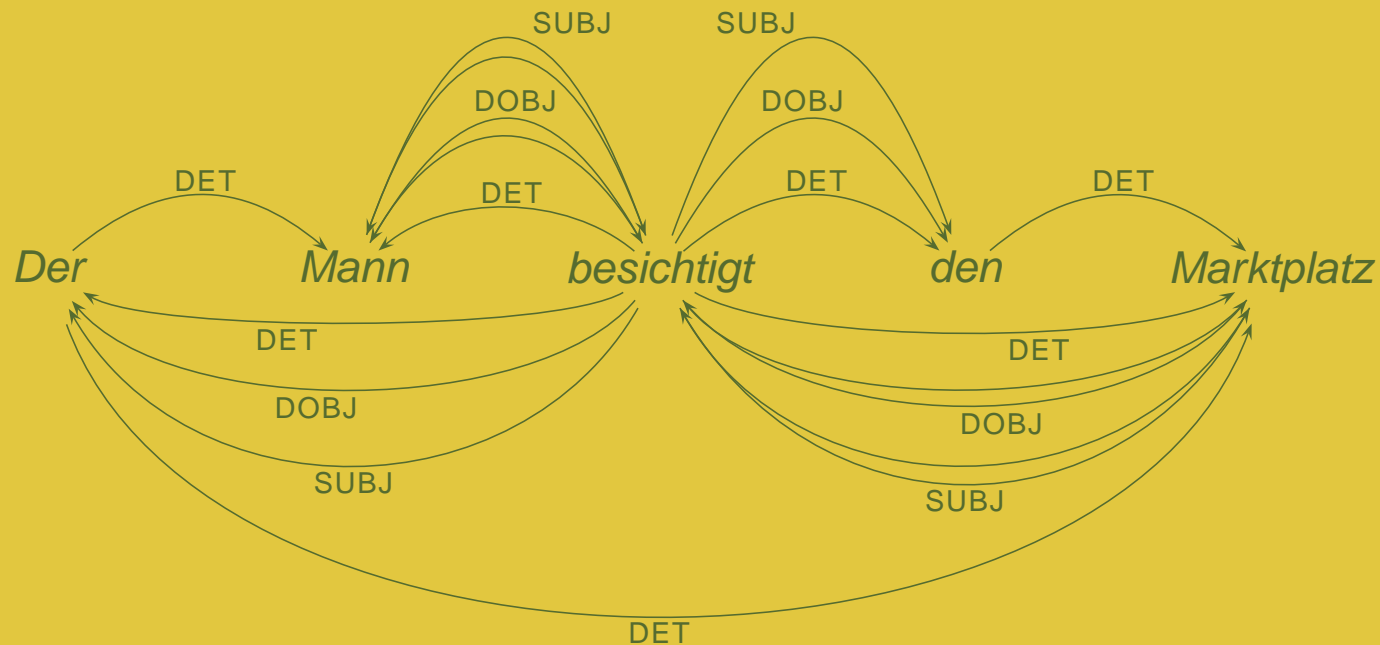 SUBJ SUBJ
DOBJ DOBJ
DET DET DET DET
Der Mann besichtigt den Marktplatz
DET DET
DOBJ DOBJ
SUBJ SUBJ
DET